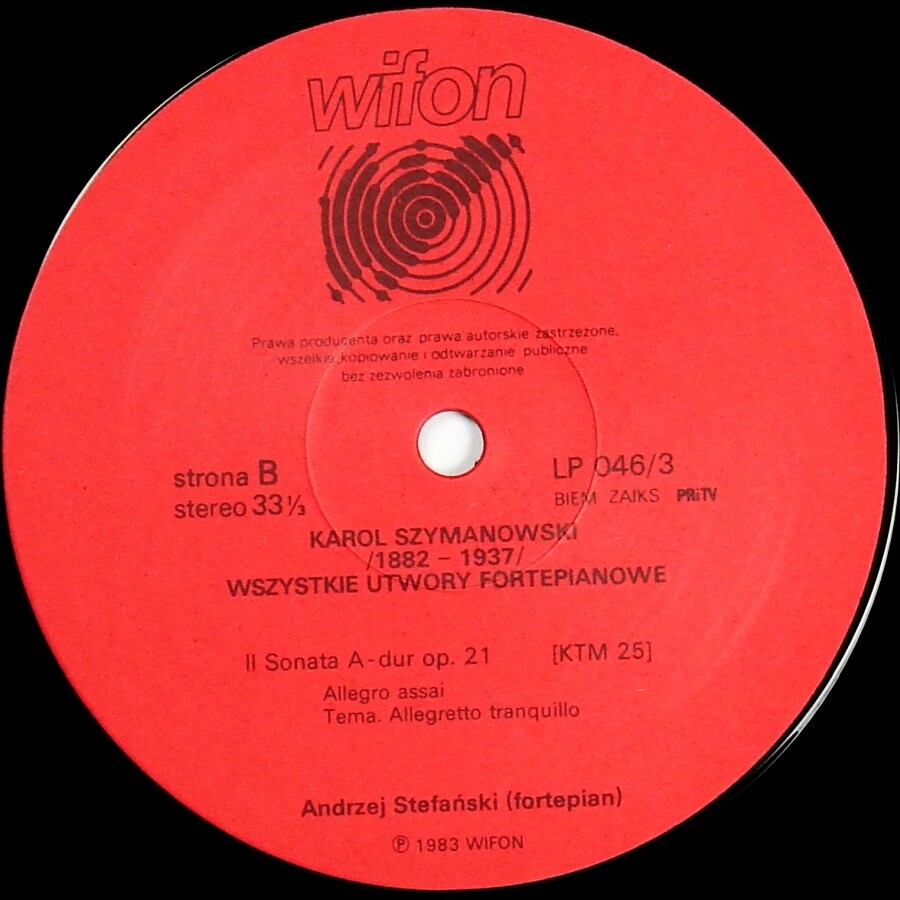 wifon
Prawa producenta oraz prawa autorskie zastrzeżone,
wszelkie kopiowanie i odtwarzanie publiczne
bez zezwolenia zabronione
strona B
stereo 33⅓
LP 046/3
BIEM ZAIKS PRiTV
KAROL SZYMANOWSKI
/1882 – 1937/
WSZYSTKIE UTWORY FORTEPIANOWE
II Sonata A-dur op. 21 [KTM 25]
Allegro assai
Tema. Allegretto tranquillo
Andrzej Stefański (fortepian)
℗ 1983 WIFON